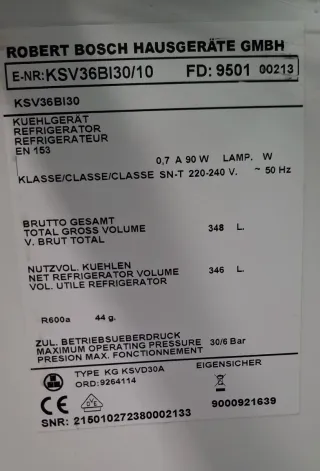 ROBERT BOSCH HAUSGERÄTE GMBH
E-NR: KSV36BI30/10 FD: 9501 00213
KSV36BI30
KUEHLGERÄT
REFRIGERATOR
REFRIGERATEUR
EN 153
0,7 A 90 W LAMP. W
KLASSE/CLASSE/CLASSE SN-T 220-240 V. ~ 50 Hz
BRUTTO GESAMT
TOTAL GROSS VOLUME 348 L.
V. BRUT TOTAL
NUTZVOL. KUEHLEN
NET REFRIGERATOR VOLUME 346 L.
VOL. UTILE REFRIGERATOR
R600a 44 g.
ZUL. BETRIEBSUEBERDRUCK
MAXIMUM OPERATING PRESSURE 30/6 Bar
PRESION MAX. FONCTIONNEMENT
TYPE KG KSVD30A EIGENSICHER
ORD: 9264114
CE DVE 9000921639
SNR: 215010272380002133